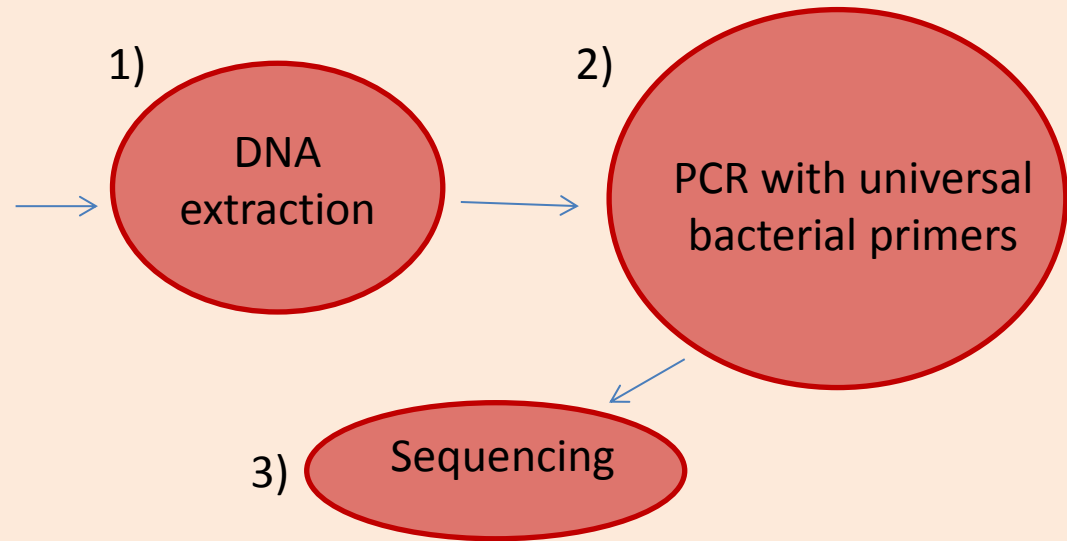 1)
DNA
extraction
2)
PCR with universal
bacterial primers
3)
Sequencing